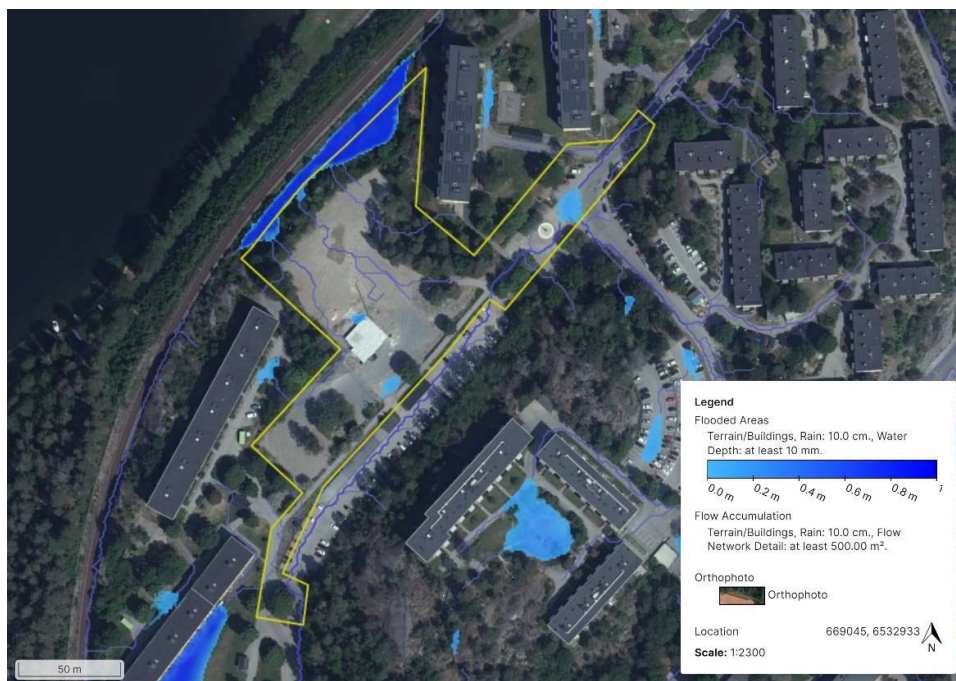 Legend
Flooded Areas
Terrain/Buildings, Rain: 10.0 cm., Water
Depth: at least 10 mm.
0.0 m 0.2 m 0.4 m 0.6 m 0.8 m
Flow Accumulation
Terrain/Buildings, Rain: 10.0 cm., Flow
Network Detail: at least 500.00 m².
Orthophoto
Orthophoto
Location 669045, 6532933
Scale: 1:2300
N
50 m